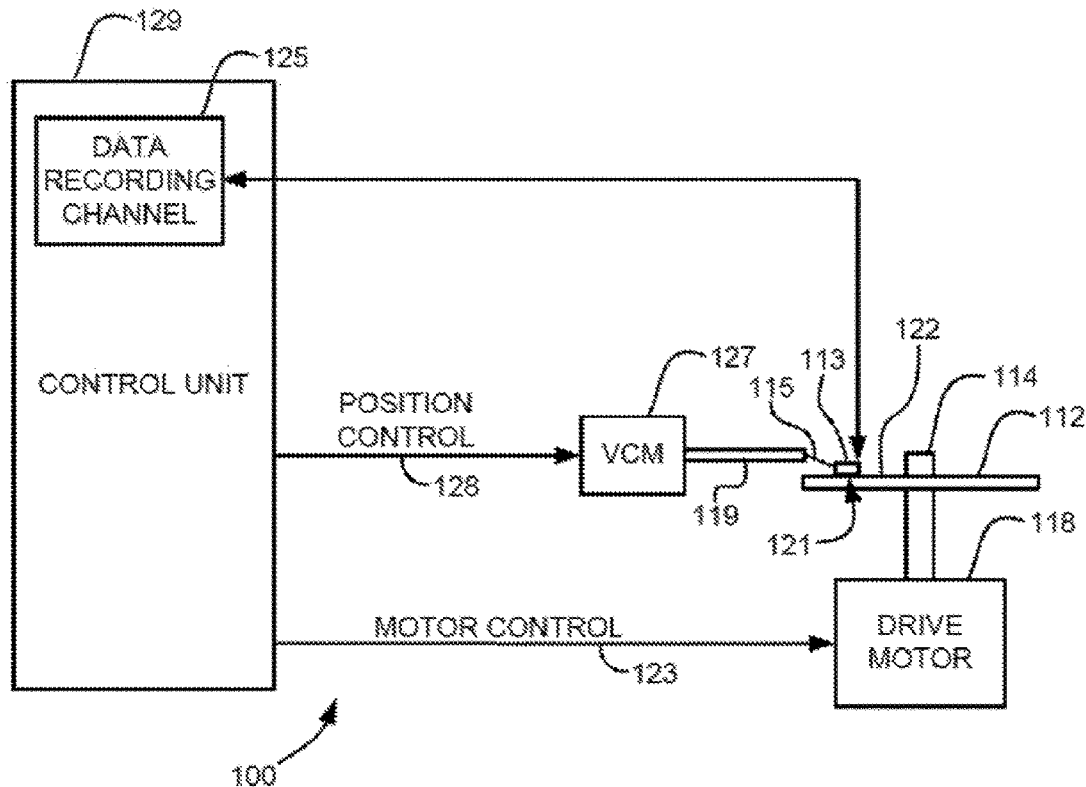 129
125
DATA
RECORDING
CHANNEL
CONTROL UNIT
POSITION
CONTROL
128
127
VCM
119
115
113
122
114
112
121
118
MOTOR CONTROL
123
DRIVE
MOTOR
100